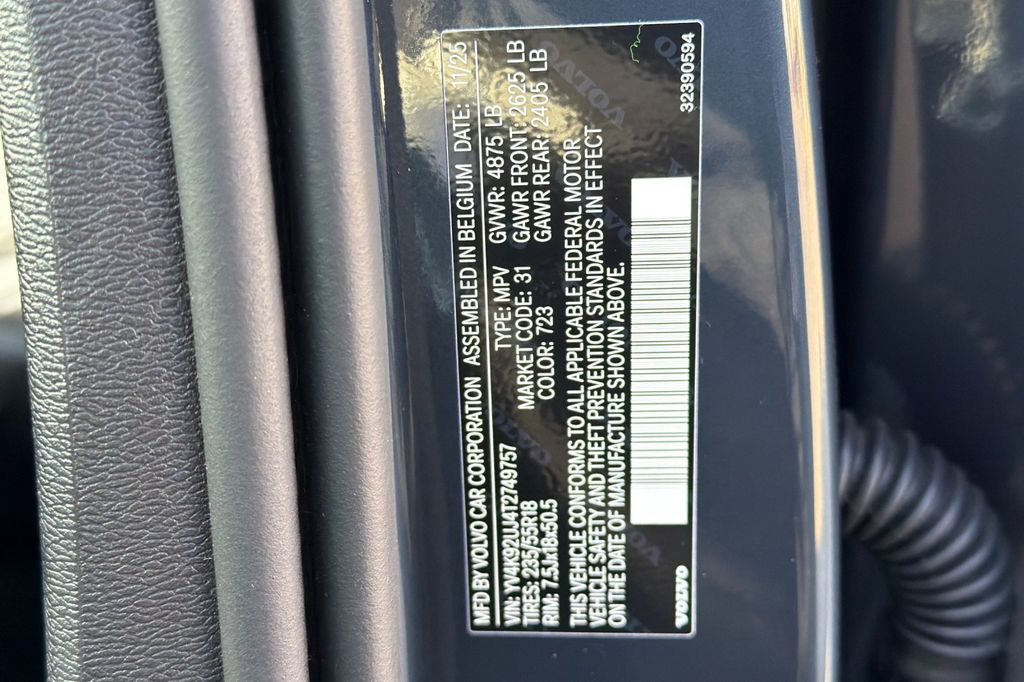 MFD BY VOLVO CAR CORPORATION ASSEMBLED IN BELGIUM DATE: 11/25
VIN: YV4K92UJ4T2749757 TYPE: MPV GVWR: 4875 LB
TIRES: 235/55R18 MARKET CODE: 31 GAWR FRONT: 2625 LB
RIM: 7.5Jx18x50.5 COLOR: 723 GAWR REAR: 2405 LB
THIS VEHICLE CONFORMS TO ALL APPLICABLE FEDERAL MOTOR
VEHICLE SAFETY AND THEFT PREVENTION STANDARDS IN EFFECT
ON THE DATE OF MANUFACTURE SHOWN ABOVE.
VOLVO 32390594